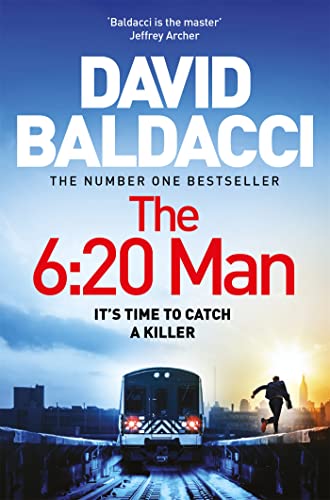 'Baldacci is the master'
Jeffrey Archer
DAVID
BALDACCI
THE NUMBER ONE BESTSELLER
The
6:20 Man
IT'S TIME TO CATCH
A KILLER